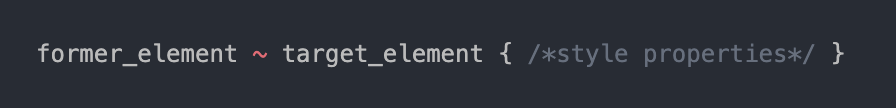 former_element ~ target_element { /*style properties*/ }